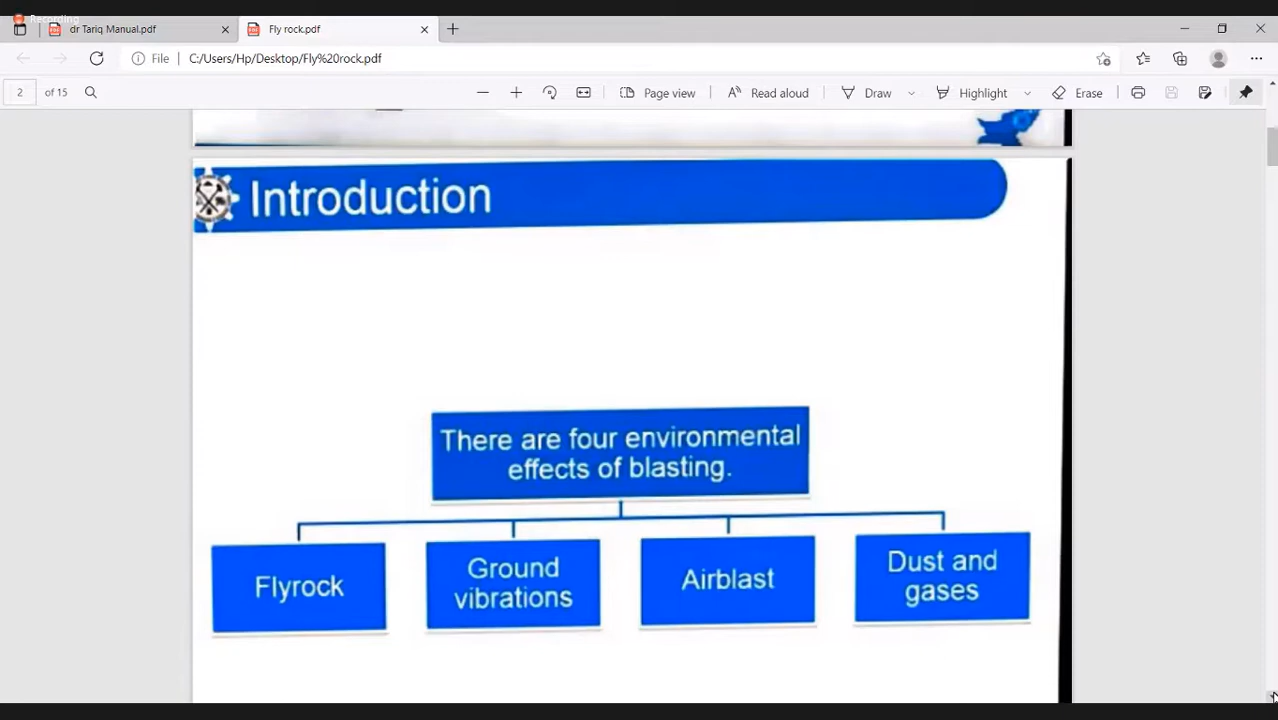 Recording
dr Tariq Manual.pdf
Fly rock.pdf
File
C:/Users/Hp/Desktop/Fly%20rock.pdf
2 of 15
Page view
Read aloud
Draw
Highlight
Erase
Introduction
There are four environmental
effects of blasting.
Flyrock
Ground
vibrations
Airblast
Dust and
gases